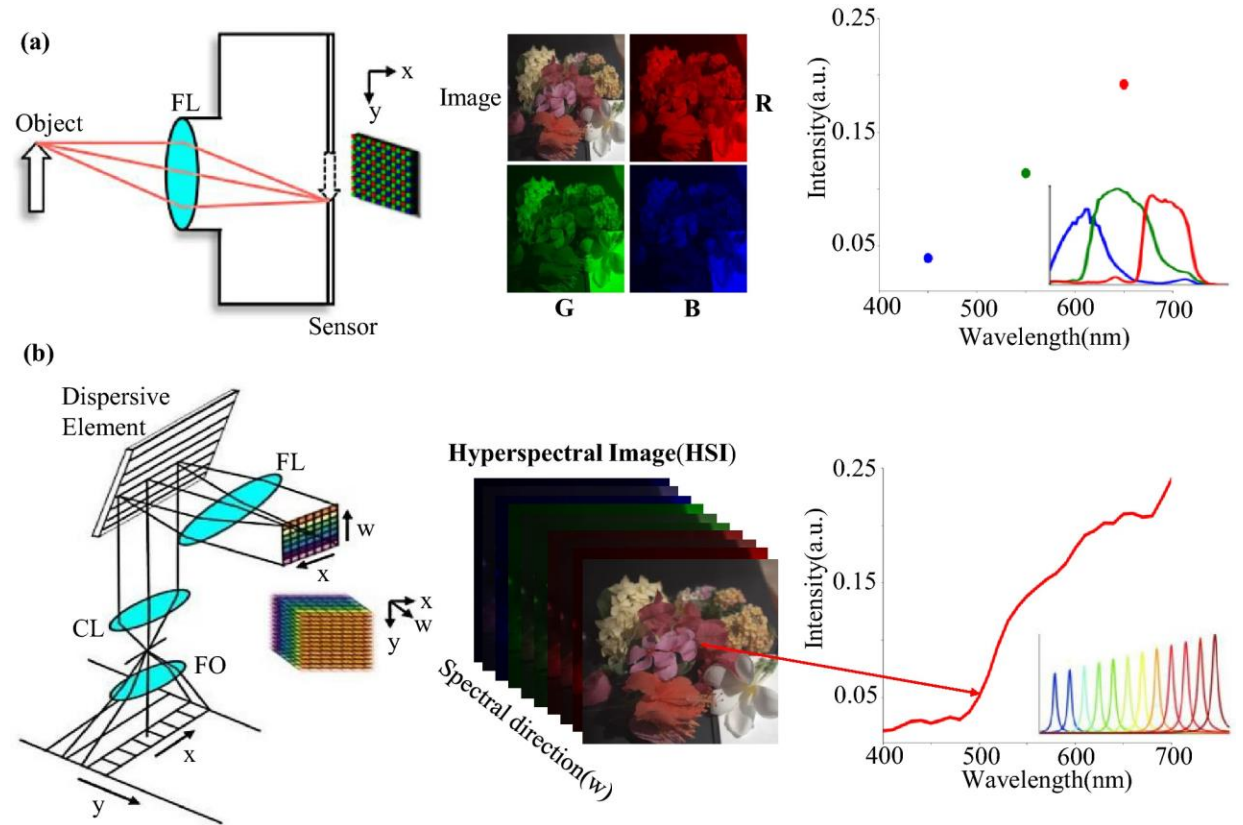 (a)
Object
FL
Sensor
x
y
Image
R
G
B
Intensity(a.u.)
0.25
0.15
0.05
400
500
600
700
Wavelength(nm)
(b)
Dispersive
Element
FL
w
x
CL
FO
x
y
x
w
y
Hyperspectral Image(HSI)
Spectral direction(w)
Intensity(a.u.)
0.25
0.15
0.05
400
500
600
700
Wavelength(nm)